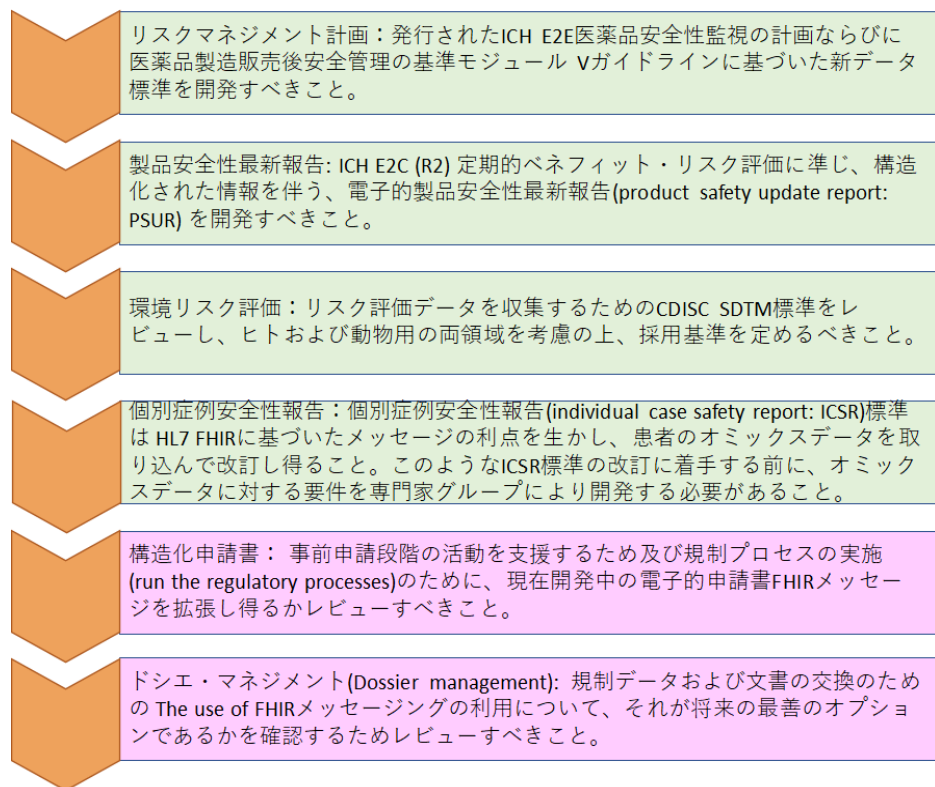 リスクマネジメント計画：発行されたICH E2E医薬品安全性監視の計画ならびに
医薬品製造販売後安全管理の基準モジュール Vガイドラインに基づいた新データ
標準を開発すべきこと。
製品安全性最新報告: ICH E2C (R2) 定期的ベネフィット・リスク評価に準じ、構造
化された情報を伴う、電子的製品安全性最新報告(product safety update report:
PSUR) を開発すべきこと。
環境リスク評価：リスク評価データを収集するためのCDISC SDTM標準をレ
ビューし、ヒトおよび動物用の両領域を考慮の上、採用基準を定めるべきこと。
個別症例安全性報告：個別症例安全性報告(individual case safety report: ICSR)標準
は HL7 FHIRに基づいたメッセージの利点を生かし、患者のオミックスデータを取
り込んで改訂し得ること。このようなICSR標準の改訂に着手する前に、オミック
スデータに対する要件を専門家グループにより開発する必要があること。
構造化申請書： 事前申請段階の活動を支援するため及び規制プロセスの実施
(run the regulatory processes)のために、現在開発中の電子的申請書FHIRメッセー
ジを拡張し得るかレビューすべきこと。
ドシエ・マネジメント(Dossier management): 規制データおよび文書の交換のため
の The use of FHIRメッセージングの利用について、それが将来の最善のオプショ
ンであるかを確認するためレビューすべきこと。